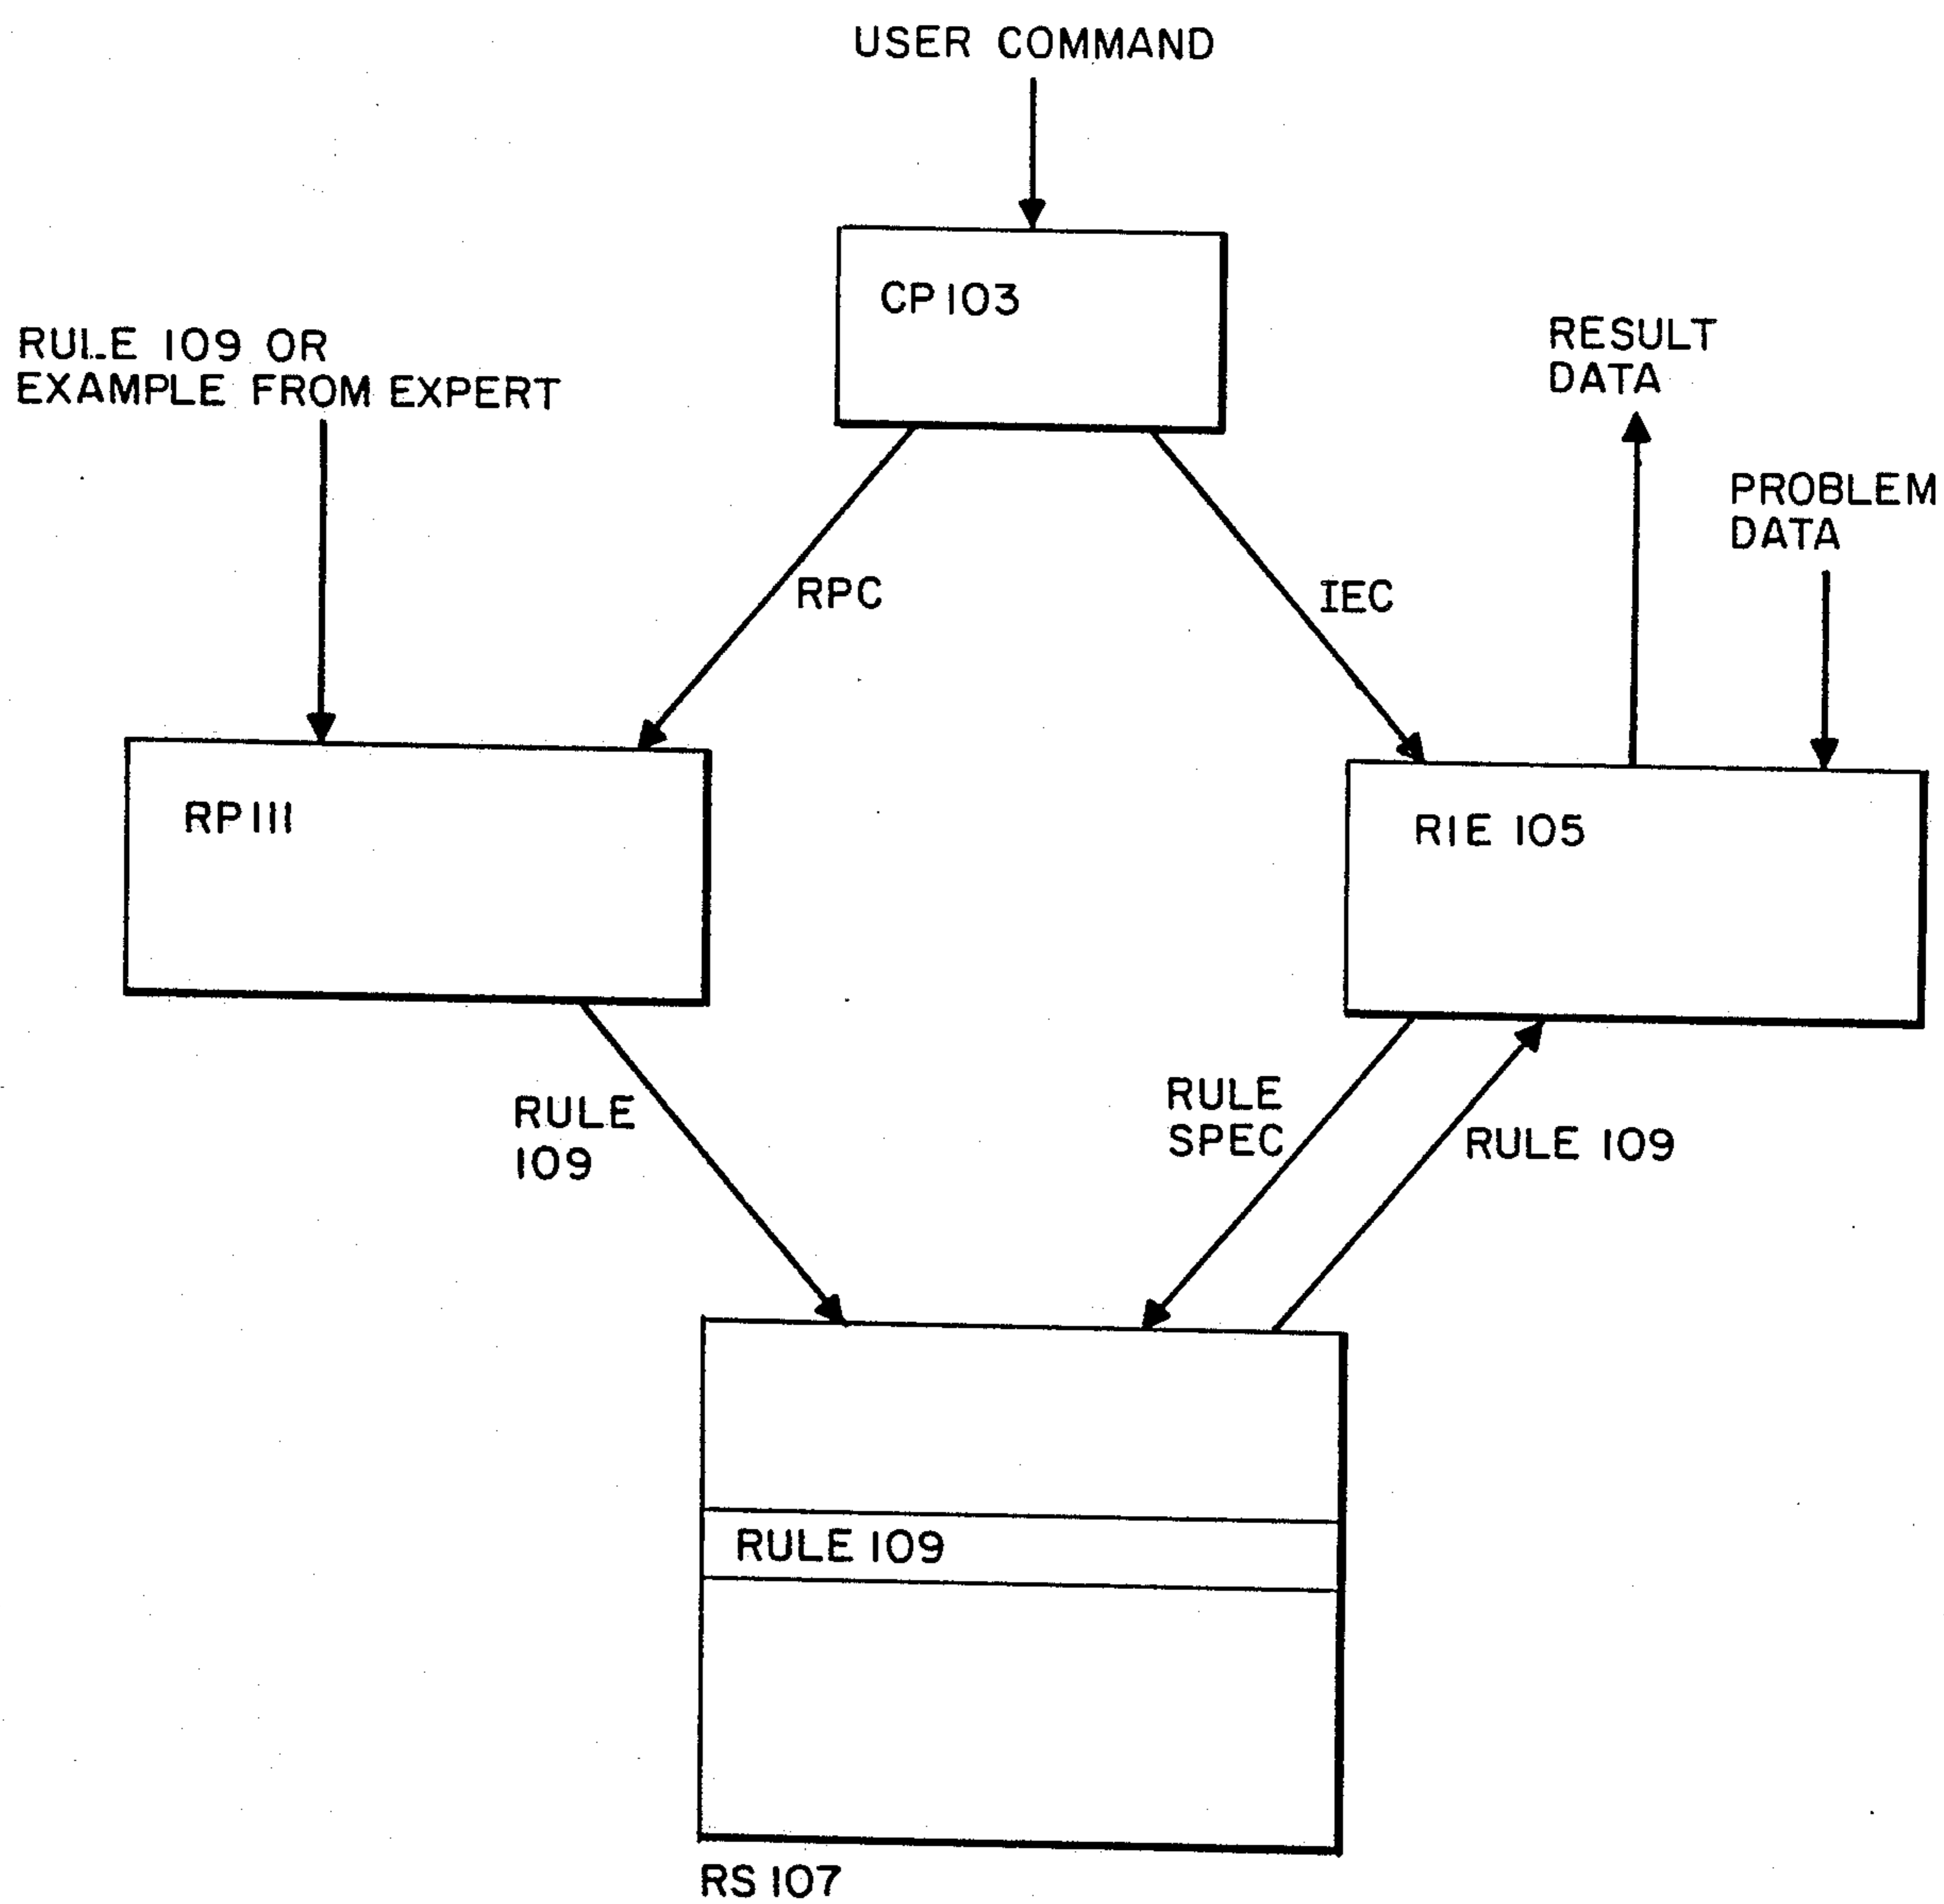 USER COMMAND
CP 103
RULE 109 OR
EXAMPLE FROM EXPERT
RESULT
DATA
PROBLEM
DATA
RPC
IEC
RP 111
RIE 105
RULE
109
RULE
SPEC
RULE 109
RULE 109
RS 107